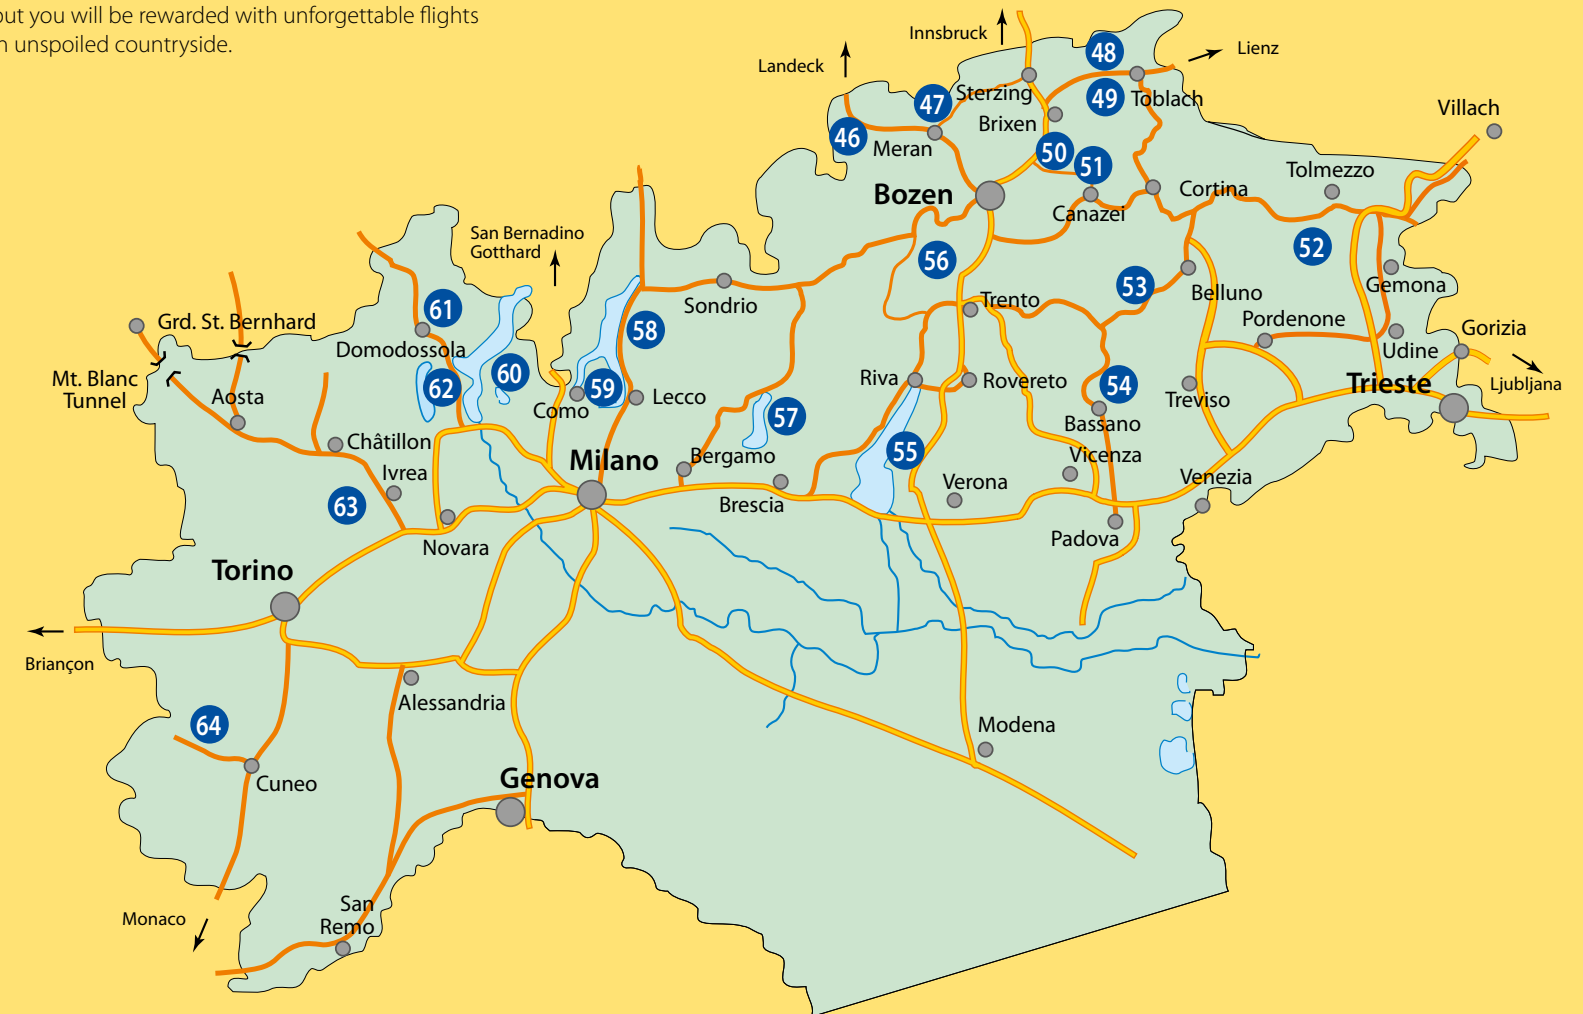 out you will be rewarded with unforgettable flights
n unspoiled countryside.
Innsbruck
48
Lienz
Landeck
47
Sterzing
49
Toblach
Villach
46
Meran
Brixen
50
51
Tolmezzo
Bozen
Canazei
Cortina
San Bernadino
Gotthard
56
52
53
Gemona
61
Sondrio
Trento
Belluno
Pordenone
Grd. St. Bernhard
58
Gorizia
Domodossola
Udine
Mt. Blanc
Tunnel
62
60
59
Riva
Rovereto
54
Trieste
Ljubljana
Aosta
Como
Lecco
57
Treviso
Bassano
Châtillon
Milano
Bergamo
55
Vicenza
Ivrea
Verona
Venezia
63
Brescia
Novara
Padova
Torino
Briançon
Alessandria
64
Modena
Cuneo
Genova
Monaco
San
Remo